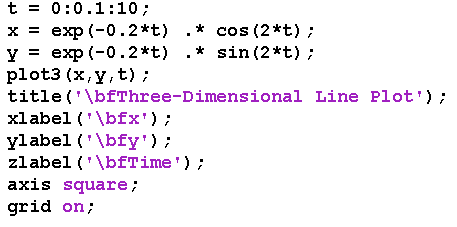 t = 0:0.1:10;
x = exp(-0.2*t) .* cos(2*t);
y = exp(-0.2*t) .* sin(2*t);
plot3(x,y,t);
title('\bfThree-Dimensional Line Plot');
xlabel('\bfx');
ylabel('\bfy');
zlabel('\bfTime');
axis square;
grid on;